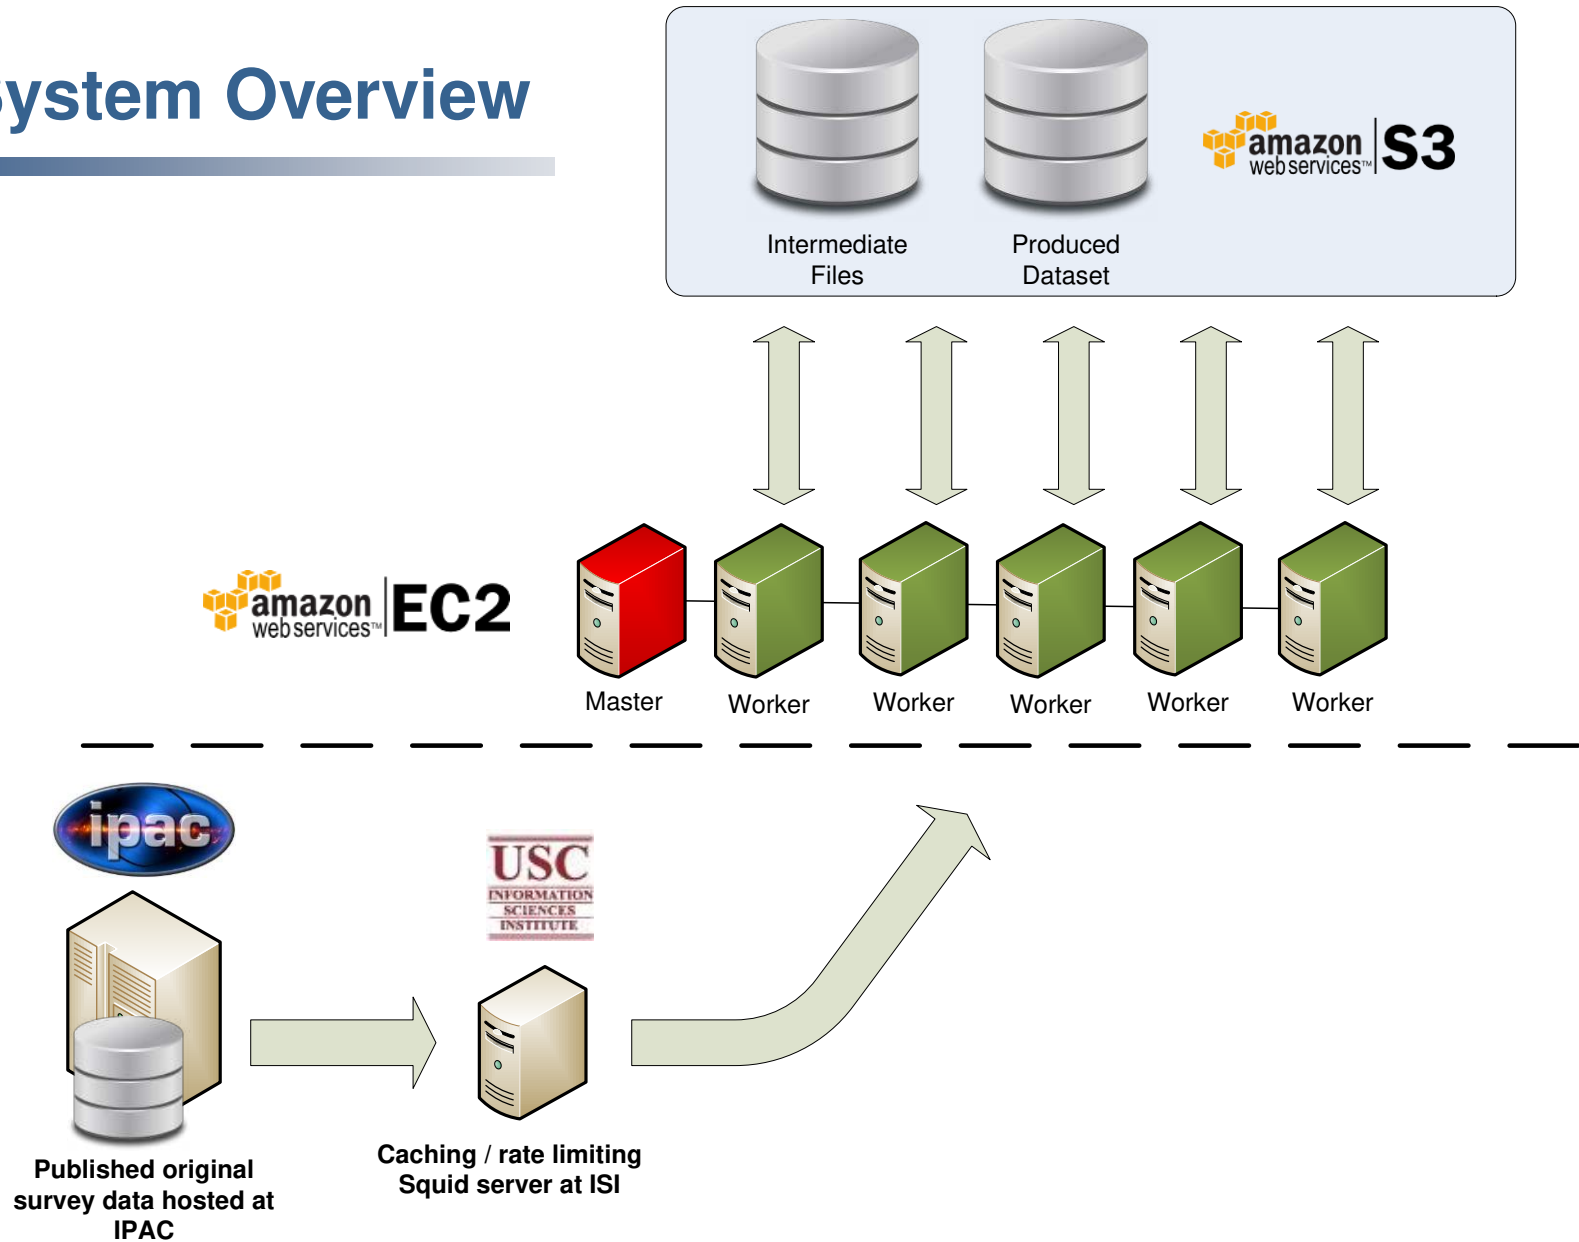 ystem Overview
amazon
webservices™
S3
Intermediate
Files
Produced
Dataset
amazon
webservices™
EC2
Master
Worker
Worker
Worker
Worker
Worker
ipac
USC
INFORMATION
SCIENCES
INSTITUTE
Published original
survey data hosted at
IPAC
Caching / rate limiting
Squid server at ISI